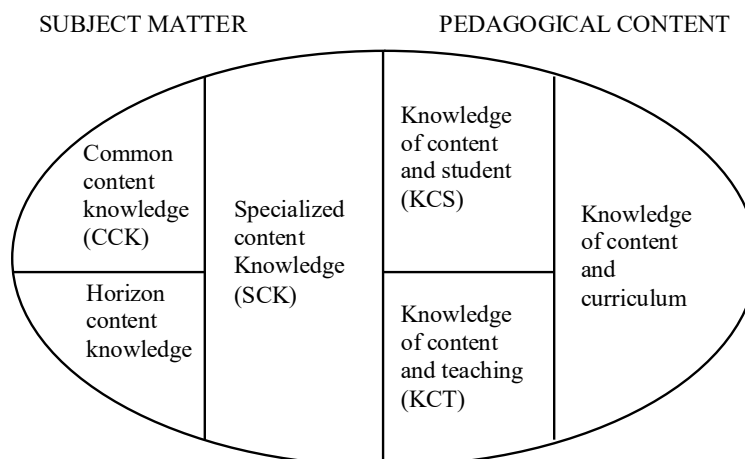 SUBJECT MATTER
PEDAGOGICAL CONTENT
Common
content
knowledge
(CCK)
Horizon
content
knowledge
Specialized
content
Knowledge
(SCK)
Knowledge
of content
and student
(KCS)
Knowledge
of content
and teaching
(KCT)
Knowledge
of content
and
curriculum